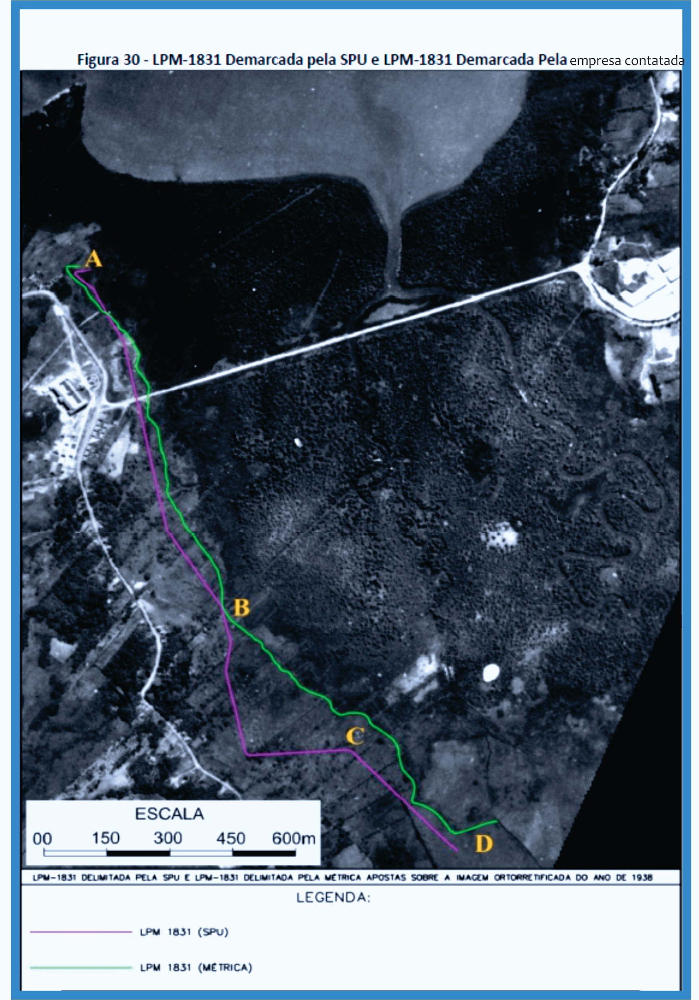 Figura 30 - LPM-1831 Demarcada pela SPU e LPM-1831 Demarcada Pela empresa contatada
A
B
C
D
ESCALA
00 150 300 450 600m
LPM-1831 DELIMITADA PELA SPU E LPM-1831 DELIMITADA PELA MÉTRICA APOSTAS SOBRE A IMAGEM ORTORRETIFICADA DO ANO DE 1938
LEGENDA:
LPM 1831 (SPU)
LPM 1831 (MÉTRICA)